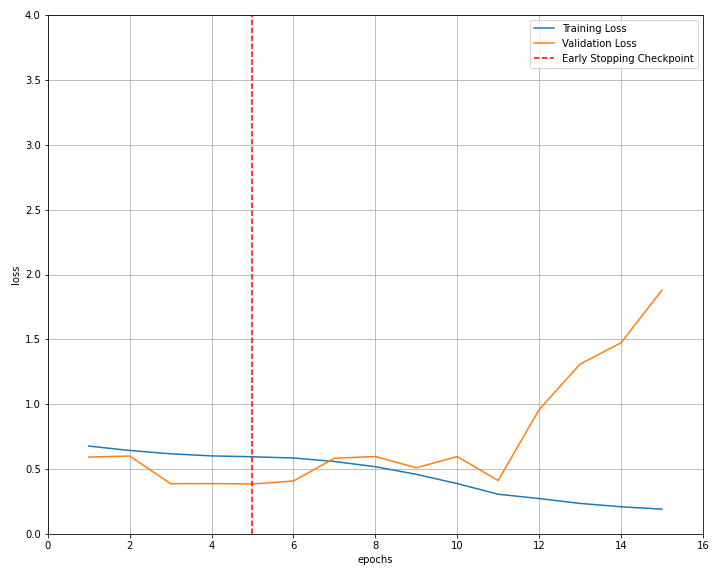 4.0
3.5
3.0
2.5
2.0
1.5
1.0
0.5
0.0
loss
0 2 4 6 8 10 12 14 16
epochs
Training Loss
Validation Loss
Early Stopping Checkpoint